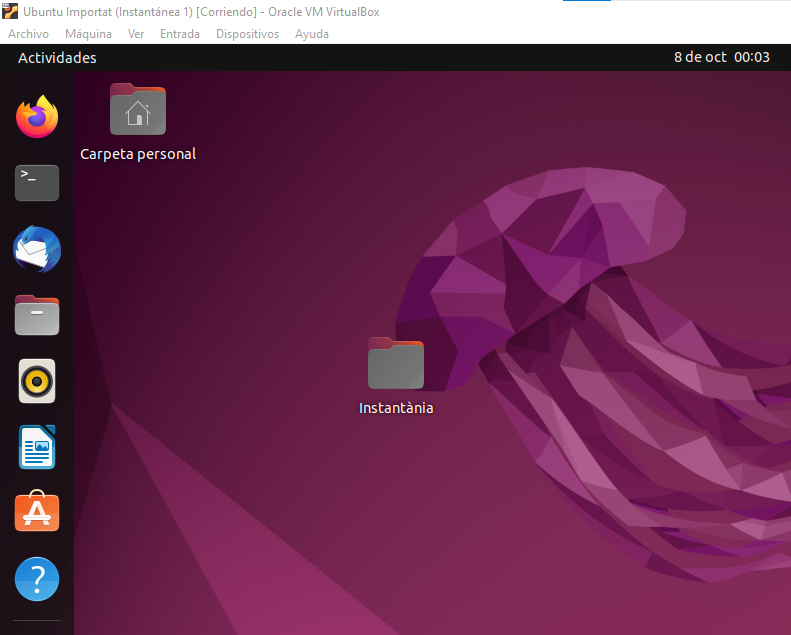 Ubuntu Importat (Instantánea 1) [Corriendo] - Oracle VM VirtualBox
Archivo Máquina Ver Entrada Dispositivos Ayuda
Actividades 8 de oct 00:03
Carpeta personal
>_
Instantània
?